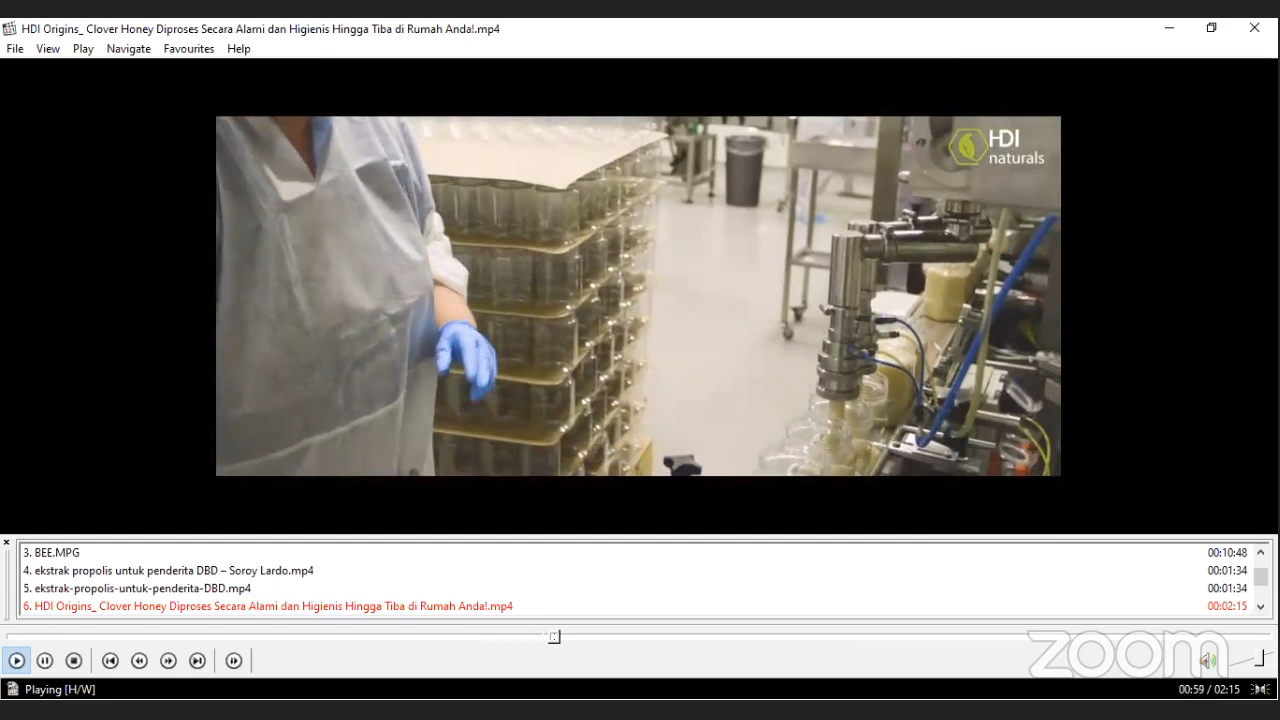 HDI Origins_ Clover Honey Diproses Secara Alami dan Higienis Hingga Tiba di Rumah Anda!.mp4
File View Play Navigate Favourites Help
HDI
naturals
3. BEE.MPG 00:10:48
4. ekstrak propolis untuk penderita DBD – Soroy Lardo.mp4 00:01:34
5. ekstrak-propolis-untuk-penderita-DBD.mp4 00:01:34
6. HDI Origins_ Clover Honey Diproses Secara Alami dan Higienis Hingga Tiba di Rumah Anda!.mp4 00:02:15
zoom
Playing [H/W] 00:59 / 02:15